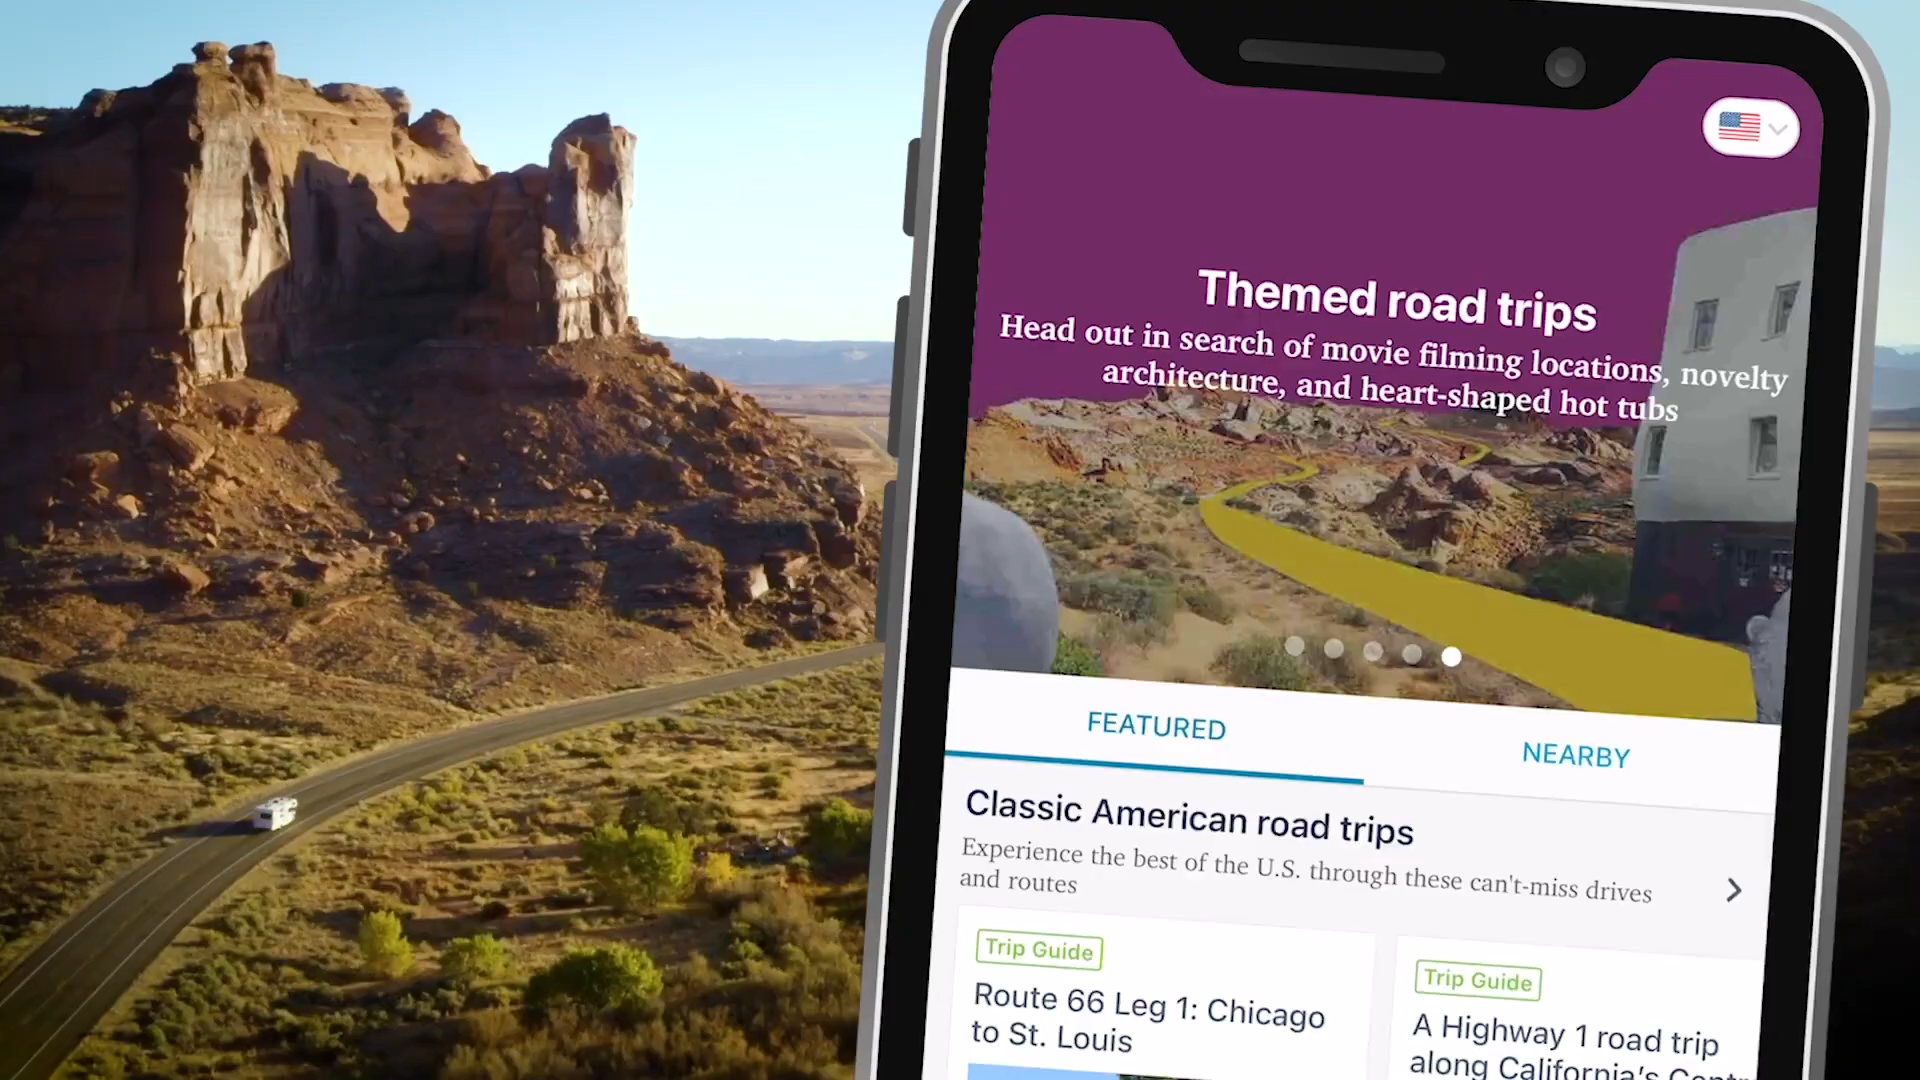 Themed road trips
Head out in search of movie filming locations, novelty
architecture, and heart-shaped hot tubs
FEATURED
NEARBY
Classic American road trips
Experience the best of the U.S. through these can't-miss drives
and routes
Trip Guide
Route 66 Leg 1: Chicago
to St. Louis
Trip Guide
A Highway 1 road trip
along California's